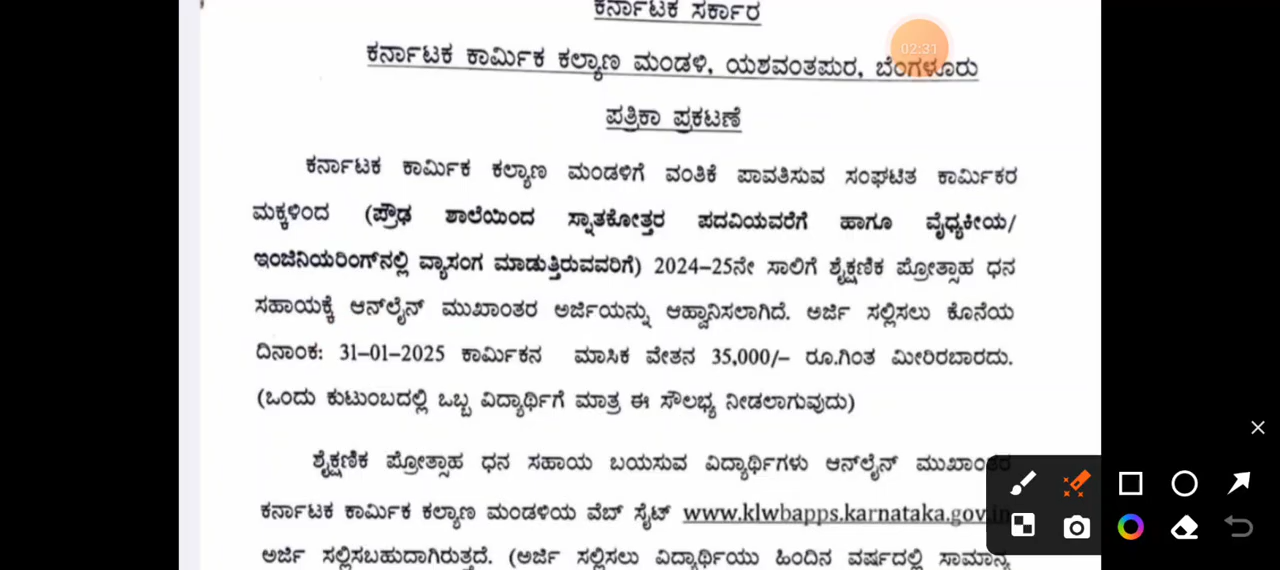 ಕರ್ನಾಟಕ ಸರ್ಕಾರ
ಕರ್ನಾಟಕ ಕಾರ್ಮಿಕ ಕಲ್ಯಾಣ ಮಂಡಳಿ, ಯಶವಂತಪುರ, ಬೆಂಗಳೂರು
02:31
ಪತ್ರಿಕಾ ಪ್ರಕಟಣೆ
ಕರ್ನಾಟಕ ಕಾರ್ಮಿಕ ಕಲ್ಯಾಣ ಮಂಡಳಿಗೆ ವಂತಿಕೆ ಪಾವತಿಸುವ ಸಂಘಟಿತ ಕಾರ್ಮಿಕರ
ಮಕ್ಕಳಿಂದ (ಪ್ರೌಢ ಶಾಲೆಯಿಂದ ಸ್ನಾತಕೋತ್ತರ ಪದವಿಯವರೆಗೆ ಹಾಗೂ ವೈಧ್ಯಕೀಯ/
ಇಂಜಿನಿಯರಿಂಗ್‌ನಲ್ಲಿ ವ್ಯಾಸಂಗ ಮಾಡುತ್ತಿರುವವರಿಗೆ) 2024-25ನೇ ಸಾಲಿಗೆ ಶೈಕ್ಷಣಿಕ ಪ್ರೋತ್ಸಾಹ ಧನ
ಸಹಾಯಕ್ಕೆ ಆನ್‌ಲೈನ್ ಮುಖಾಂತರ ಅರ್ಜಿಯನ್ನು ಆಹ್ವಾನಿಸಲಾಗಿದೆ. ಅರ್ಜಿ ಸಲ್ಲಿಸಲು ಕೊನೆಯ
ದಿನಾಂಕ: 31-01-2025 ಕಾರ್ಮಿಕನ ಮಾಸಿಕ ವೇತನ 35,000/- ರೂ.ಗಿಂತ ಮೀರಿರಬಾರದು.
(ಒಂದು ಕುಟುಂಬದಲ್ಲಿ ಒಬ್ಬ ವಿದ್ಯಾರ್ಥಿಗೆ ಮಾತ್ರ ಈ ಸೌಲಭ್ಯ ನೀಡಲಾಗುವುದು)
ಶೈಕ್ಷಣಿಕ ಪ್ರೋತ್ಸಾಹ ಧನ ಸಹಾಯ ಬಯಸುವ ವಿದ್ಯಾರ್ಥಿಗಳು ಆನ್‌ಲೈನ್ ಮುಖಾಂತರ
ಕರ್ನಾಟಕ ಕಾರ್ಮಿಕ ಕಲ್ಯಾಣ ಮಂಡಳಿಯ ವೆಬ್ ಸೈಟ್ www.klwbapps.karnataka.gov.in
ಅರ್ಜಿ ಸಲ್ಲಿಸಬಹುದಾಗಿರುತ್ತದೆ. (ಅರ್ಜಿ ಸಲ್ಲಿಸಲು ವಿದ್ಯಾರ್ಥಿಯು ಹಿಂದಿನ ವರ್ಷದಲ್ಲಿ ಸಾಮಾನ್ಯ